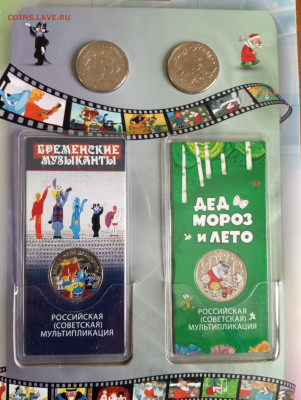 COINS.LAVE.RU
БРЕМЕНСКИЕ
МУЗЫКАНТЫ
РОССИЙСКАЯ
(СОВЕТСКАЯ)
МУЛЬТИПЛИКАЦИЯ
ДЕД
МОРОЗ
И ЛЕТО
РОССИЙСКАЯ
(СОВЕТСКАЯ)
МУЛЬТИПЛИКАЦИЯ